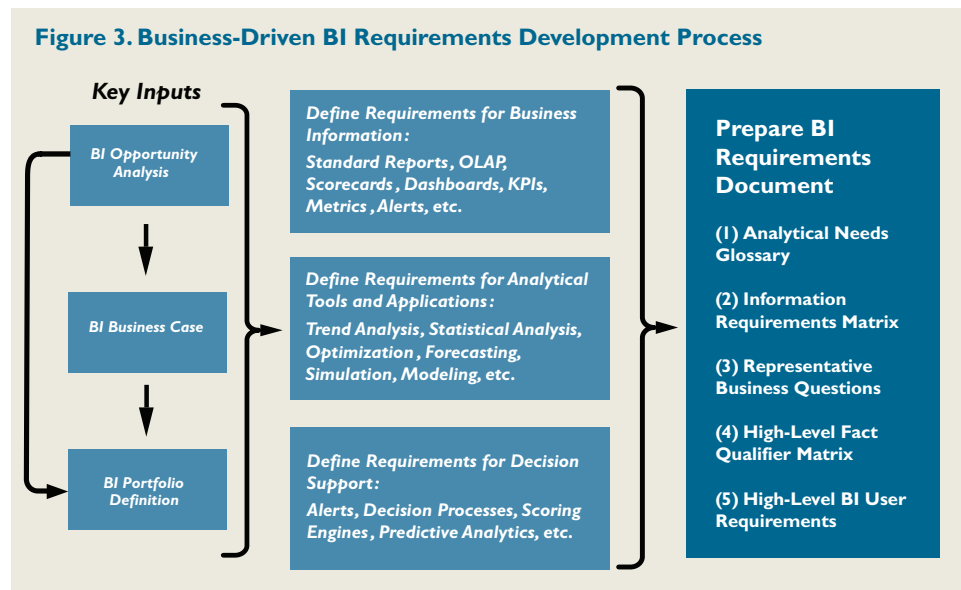 Figure 3. Business-Driven BI Requirements Development Process
Key Inputs
BI Opportunity
Analysis
BI Business Case
BI Portfolio
Definition
Define Requirements for Business
Information:
Standard Reports, OLAP,
Scorecards, Dashboards, KPIs,
Metrics, Alerts, etc.
Define Requirements for Analytical
Tools and Applications:
Trend Analysis, Statistical Analysis,
Optimization, Forecasting,
Simulation, Modeling, etc.
Define Requirements for Decision
Support:
Alerts, Decision Processes, Scoring
Engines, Predictive Analytics, etc.
Prepare BI
Requirements
Document
(1) Analytical Needs
Glossary
(2) Information
Requirements Matrix
(3) Representative
Business Questions
(4) High-Level Fact
Qualifier Matrix
(5) High-Level BI User
Requirements